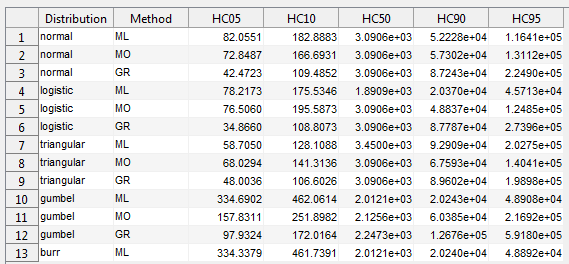 Distribution Method HC05 HC10 HC50 HC90 HC95
1 normal ML 82.0551 182.8883 3.0906e+03 5.2228e+04 1.1641e+05
2 normal MO 72.8487 166.6931 3.0906e+03 5.7302e+04 1.3112e+05
3 normal GR 42.4723 109.4852 3.0906e+03 8.7243e+04 2.2490e+05
4 logistic ML 78.2173 175.5346 1.8909e+03 2.0370e+04 4.5713e+04
5 logistic MO 76.5060 195.5873 3.0906e+03 4.8837e+04 1.2485e+05
6 logistic GR 34.8660 108.8073 3.0906e+03 8.7787e+04 2.7396e+05
7 triangular ML 58.7050 128.1088 3.4500e+03 9.2909e+04 2.0275e+05
8 triangular MO 68.0294 141.3136 3.0906e+03 6.7593e+04 1.4041e+05
9 triangular GR 48.0036 106.6026 3.0906e+03 8.9602e+04 1.9898e+05
10 gumbel ML 334.6902 462.0614 2.0121e+03 2.0243e+04 4.8908e+04
11 gumbel MO 157.8311 251.8982 2.1256e+03 6.0385e+04 2.1692e+05
12 gumbel GR 97.9324 172.0164 2.2473e+03 1.2676e+05 5.9180e+05
13 burr ML 334.3379 461.7391 2.0121e+03 2.0240e+04 4.8892e+04